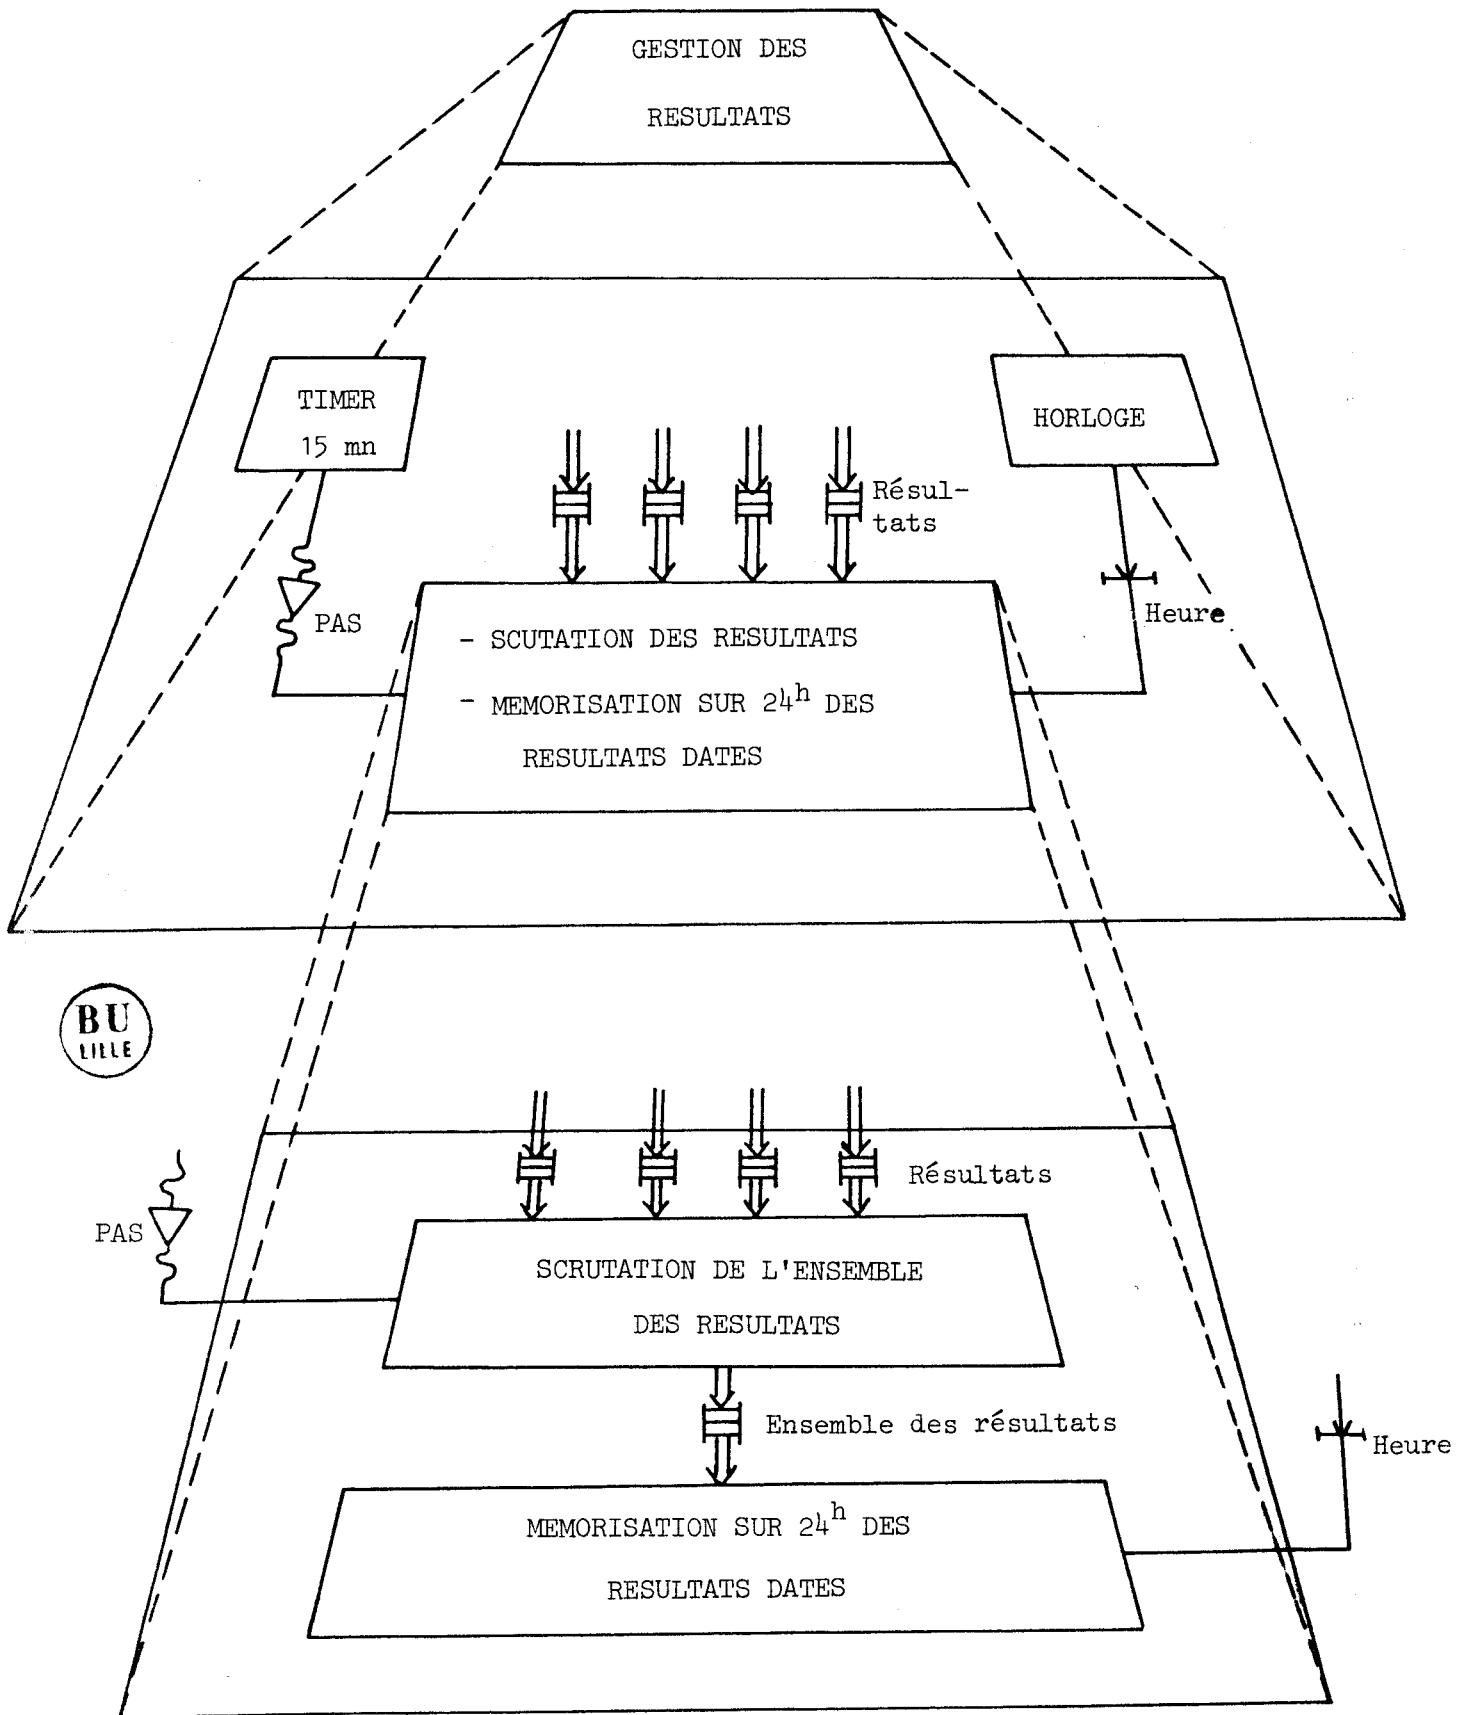 GESTION DES
RESULTATS
TIMER
15 mn
HORLOGE
Résul-
tats
PAS
Heure
- SCUTATION DES RESULTATS
- MEMORISATION SUR 24h DES
RESULTATS DATES
BU
LILLE
Résultats
PAS
SCRUTATION DE L'ENSEMBLE
DES RESULTATS
Ensemble des résultats
Heure
MEMORISATION SUR 24h DES
RESULTATS DATES